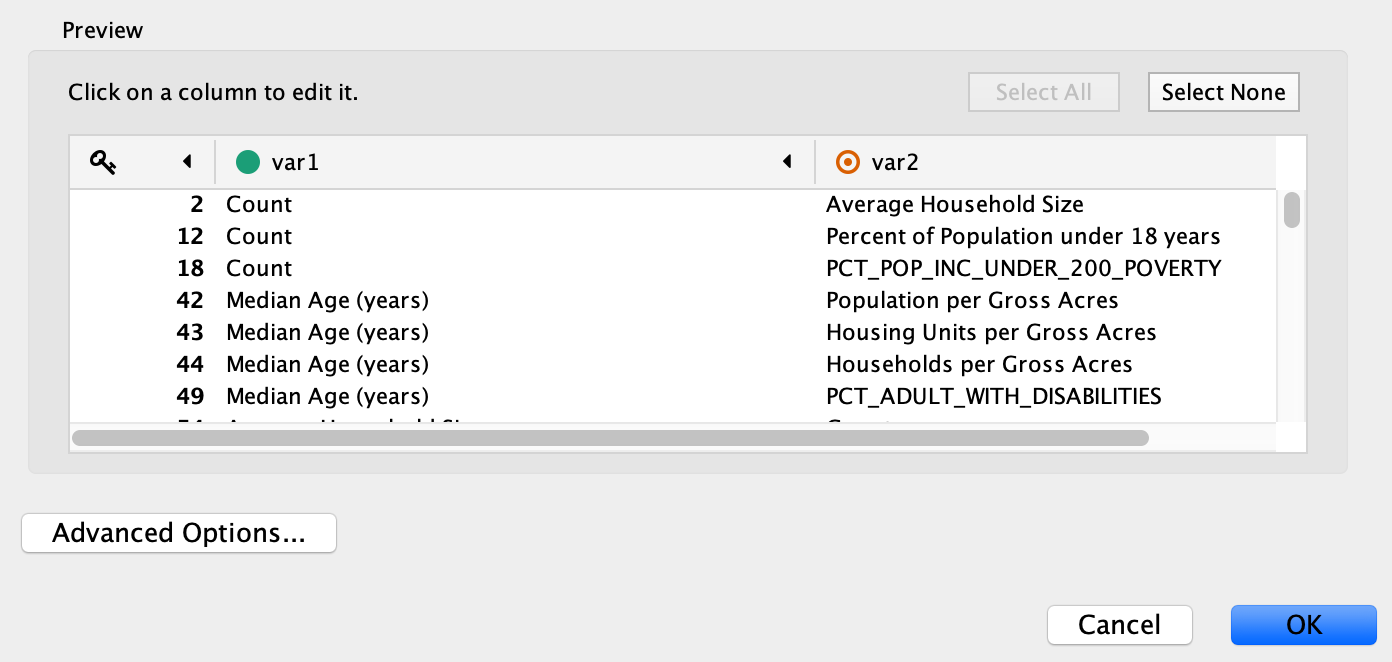 Preview
Click on a column to edit it. Select All Select None
var1 var2
2 Count Average Household Size
12 Count Percent of Population under 18 years
18 Count PCT_POP_INC_UNDER_200_POVERTY
42 Median Age (years) Population per Gross Acres
43 Median Age (years) Housing Units per Gross Acres
44 Median Age (years) Households per Gross Acres
49 Median Age (years) PCT_ADULT_WITH_DISABILITIES
Advanced Options...
Cancel OK